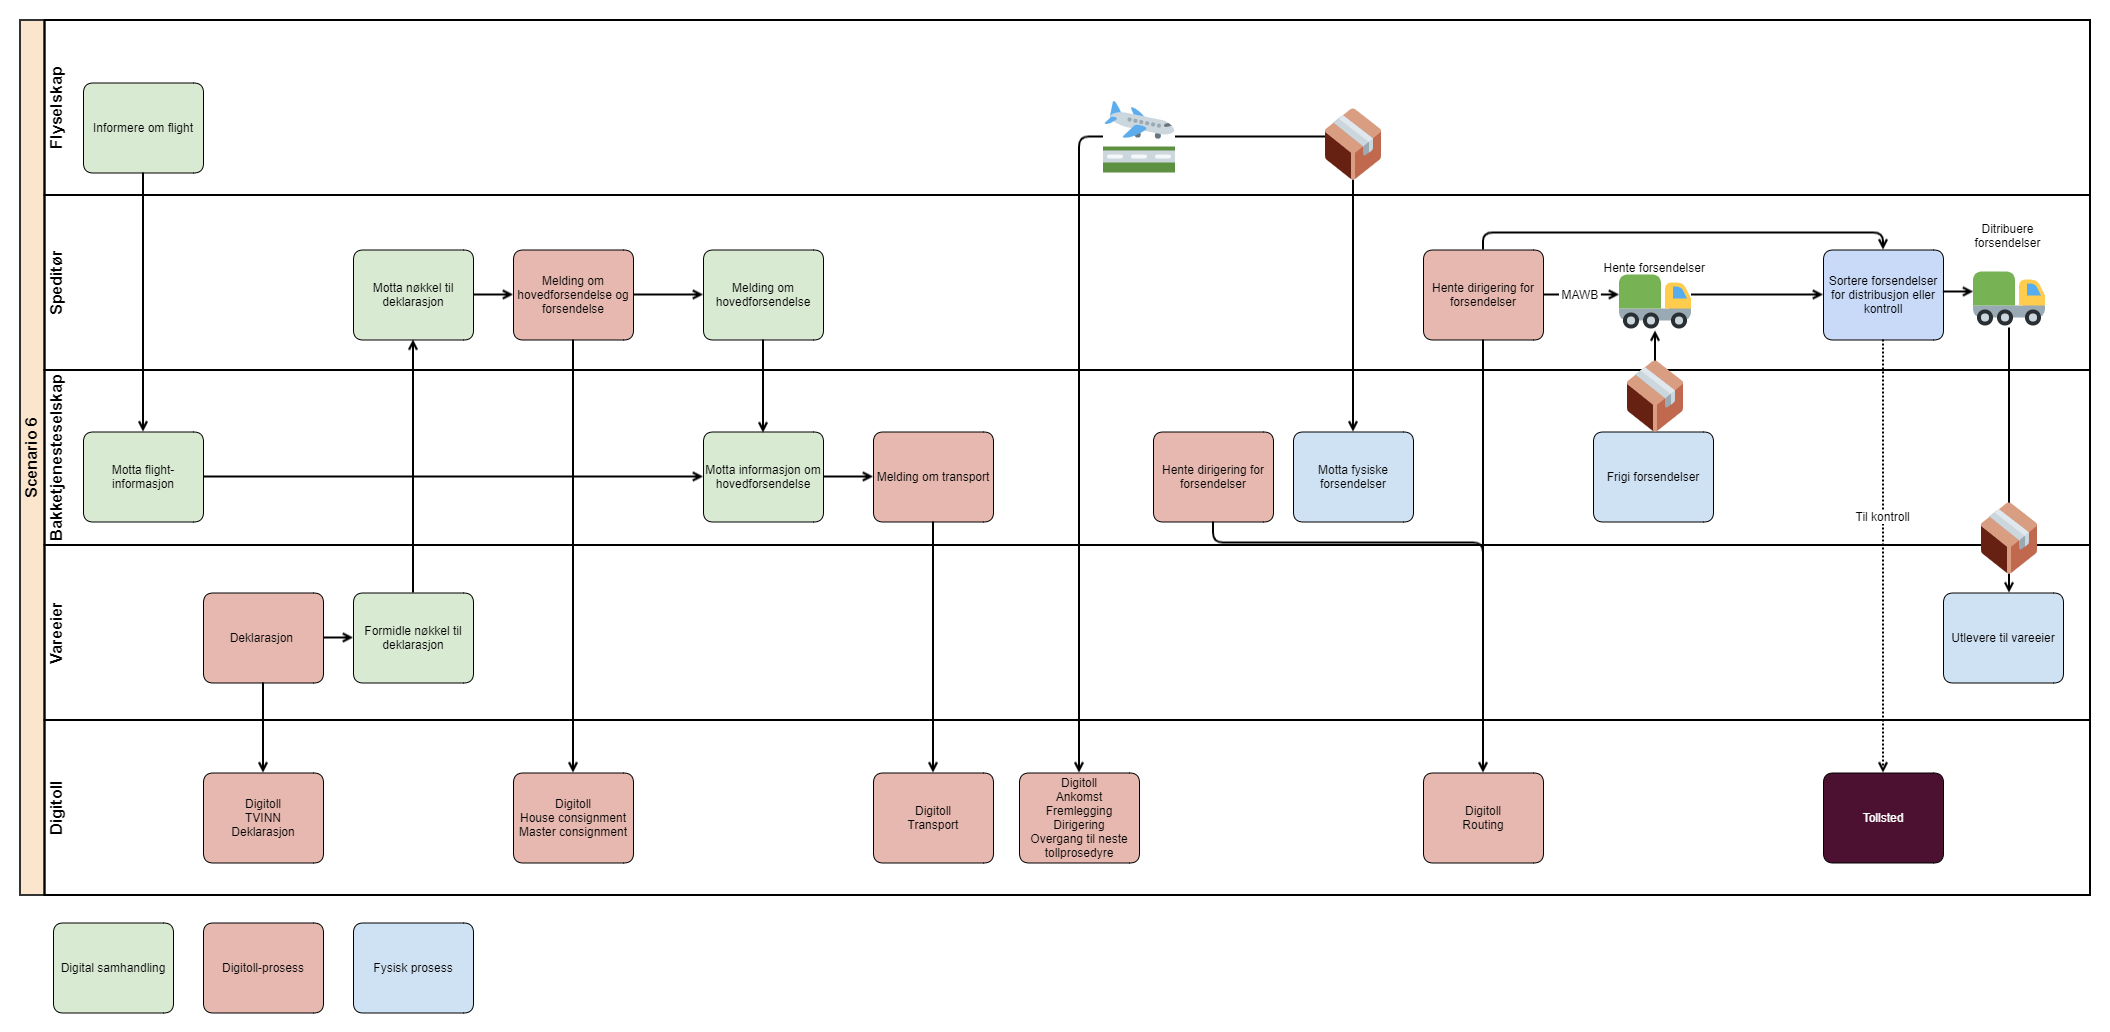 Scenario 6
Flyselskap
Informere om flight
Speditør
Motta nøkkel til
deklarasjon
Melding om
hovedforsendelse og
forsendelse
Melding om
hovedforsendelse
Hente dirigering for
forsendelser
MAWB
Hente forsendelser
Sortere forsendelser
for distribusjon eller
kontroll
Ditribuere
forsendelser
Bakketjenesteselskap
Motta flight-
informasjon
Motta informasjon om
hovedforsendelse
Melding om transport
Hente dirigering for
forsendelser
Motta fysiske
forsendelser
Frigi forsendelser
Til kontroll
Vareeier
Deklarasjon
Formidle nøkkel til
deklarasjon
Utlevere til vareeier
Digitoll
Digitoll
TVINN
Deklarasjon
Digitoll
House consignment
Master consignment
Digitoll
Transport
Digitoll
Ankomst
Fremlegging
Dirigering
Overgang til neste
tollprosedyre
Digitoll
Routing
Tollsted
Digital samhandling
Digitoll-prosess
Fysisk prosess